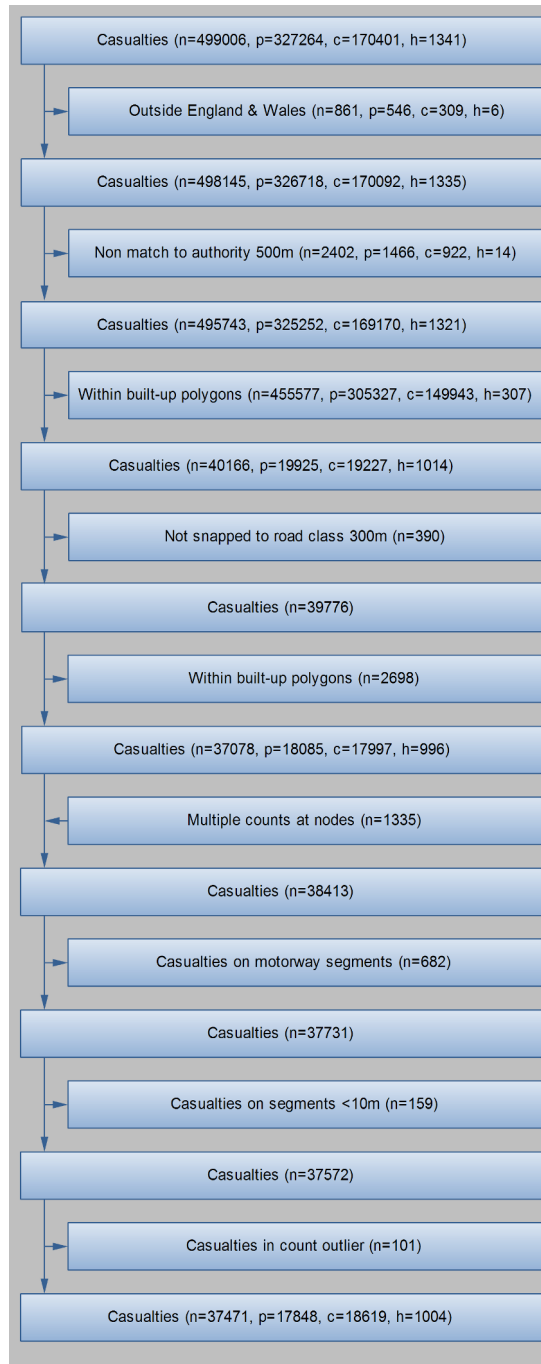 Casualties (n=499006, p=327264, c=170401, h=1341)
Outside England & Wales (n=861, p=546, c=309, h=6)
Casualties (n=498145, p=326718, c=170092, h=1335)
Non match to authority 500m (n=2402, p=1466, c=922, h=14)
Casualties (n=495743, p=325252, c=169170, h=1321)
Within built-up polygons (n=455577, p=305327, c=149943, h=307)
Casualties (n=40166, p=19925, c=19227, h=1014)
Not snapped to road class 300m (n=390)
Casualties (n=39776)
Within built-up polygons (n=2698)
Casualties (n=37078, p=18085, c=17997, h=996)
Multiple counts at nodes (n=1335)
Casualties (n=38413)
Casualties on motorway segments (n=682)
Casualties (n=37731)
Casualties on segments <10m (n=159)
Casualties (n=37572)
Casualties in count outlier (n=101)
Casualties (n=37471, p=17848, c=18619, h=1004)